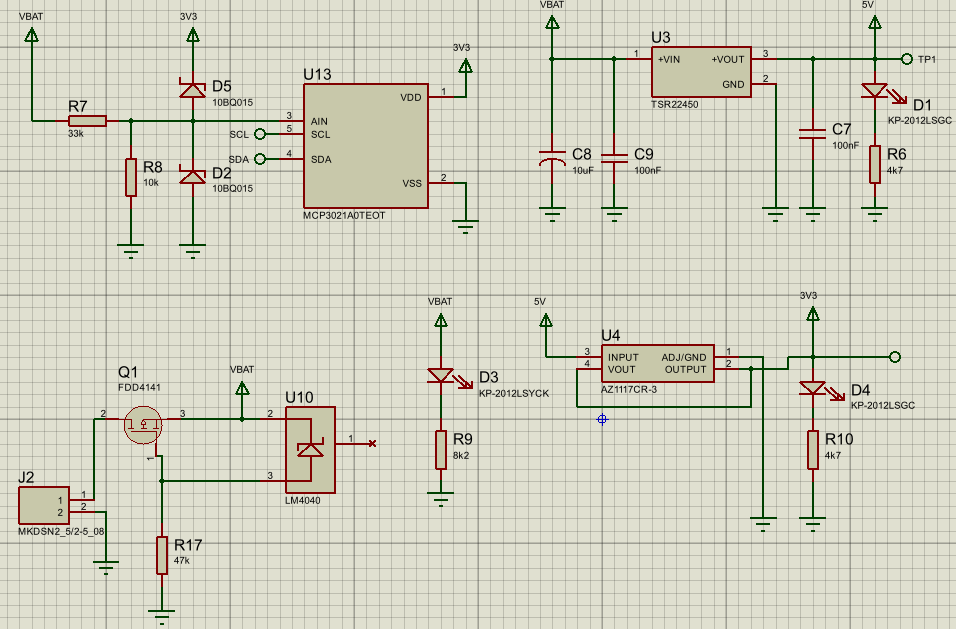 VBAT
3V3
D5
10BQ015
R7
33k
R8
10k
D2
10BQ015
SCL
SDA
U13
3 AIN
5 SCL
4 SDA
VDD 1
VSS 2
MCP3021A0TEOT
3V3
VBAT
U3
1 +VIN
+VOUT 3
GND 2
TSR22450
C8
10uF
C9
100nF
5V
TP1
C7
100nF
D1
KP-2012LSGC
R6
4k7
Q1
FDD4141
2
3
1
VBAT
U10
2
3
1
LM4040
J2
1 1
2 2
MKDSN2_5/2-5_08
R17
47k
VBAT
D3
KP-2012LSYCK
R9
8k2
5V
U4
3 INPUT
4 VOUT
ADJ/GND 1
OUTPUT 2
AZ1117CR-3
3V3
D4
KP-2012LSGC
R10
4k7